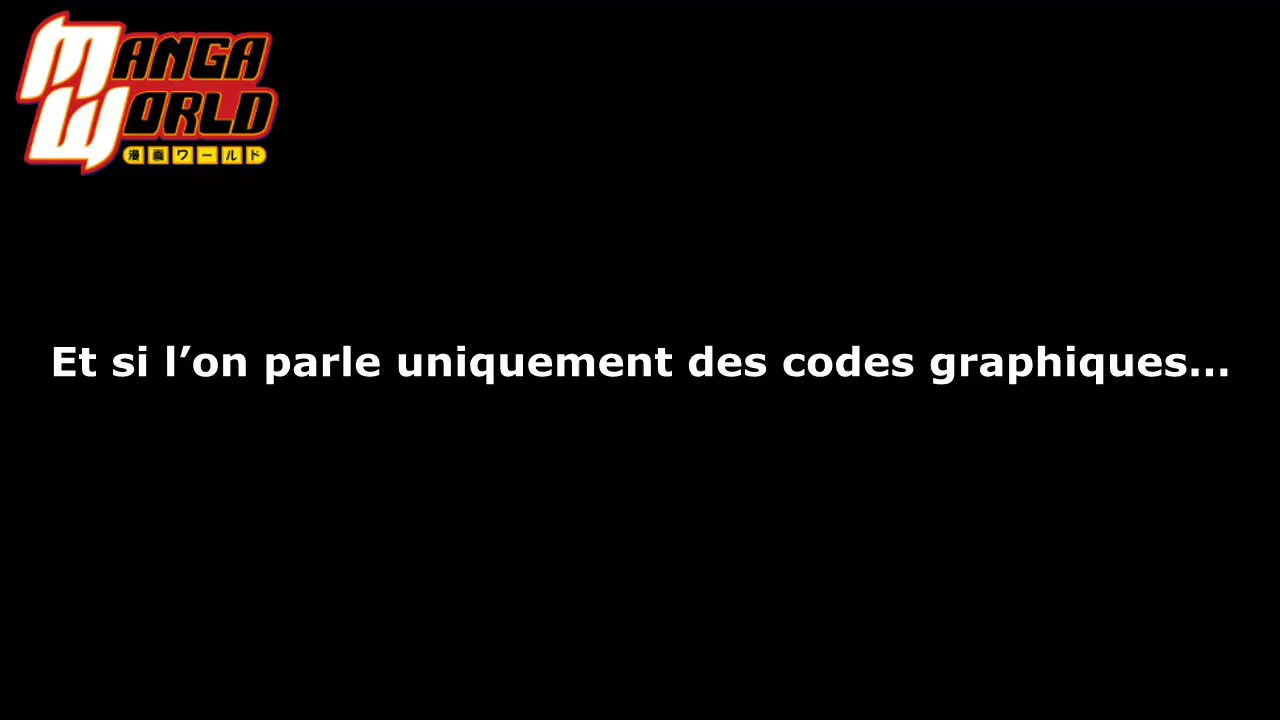 MANGA
WORLD
漫画ワールド
Et si l’on parle uniquement des codes graphiques…